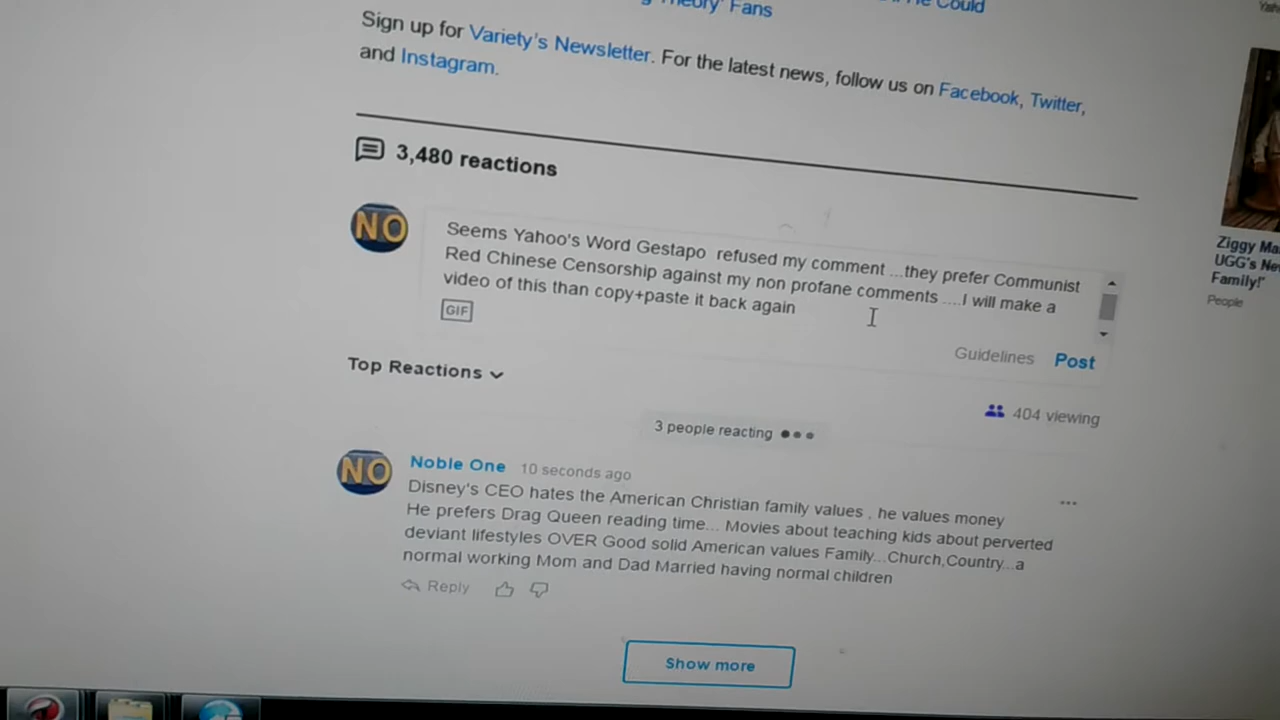 Theory' Fans
He Could
Sign up for Variety's Newsletter. For the latest news, follow us on Facebook, Twitter,
and Instagram.
3,480 reactions
NO
Seems Yahoo's Word Gestapo refused my comment ...they prefer Communist
Red Chinese Censorship against my non profane comments ....I will make a
video of this than copy+paste it back again
GIF
Guidelines Post
Top Reactions
404 viewing
3 people reacting
NO
Noble One 10 seconds ago
Disney's CEO hates the American Christian family values , he values money
He prefers Drag Queen reading time... Movies about teaching kids about perverted
deviant lifestyles OVER Good solid American values Family...Church,Country...a
normal working Mom and Dad Married having normal children
Reply
Show more
Ziggy Ma
UGG's Ne
Family!"
People